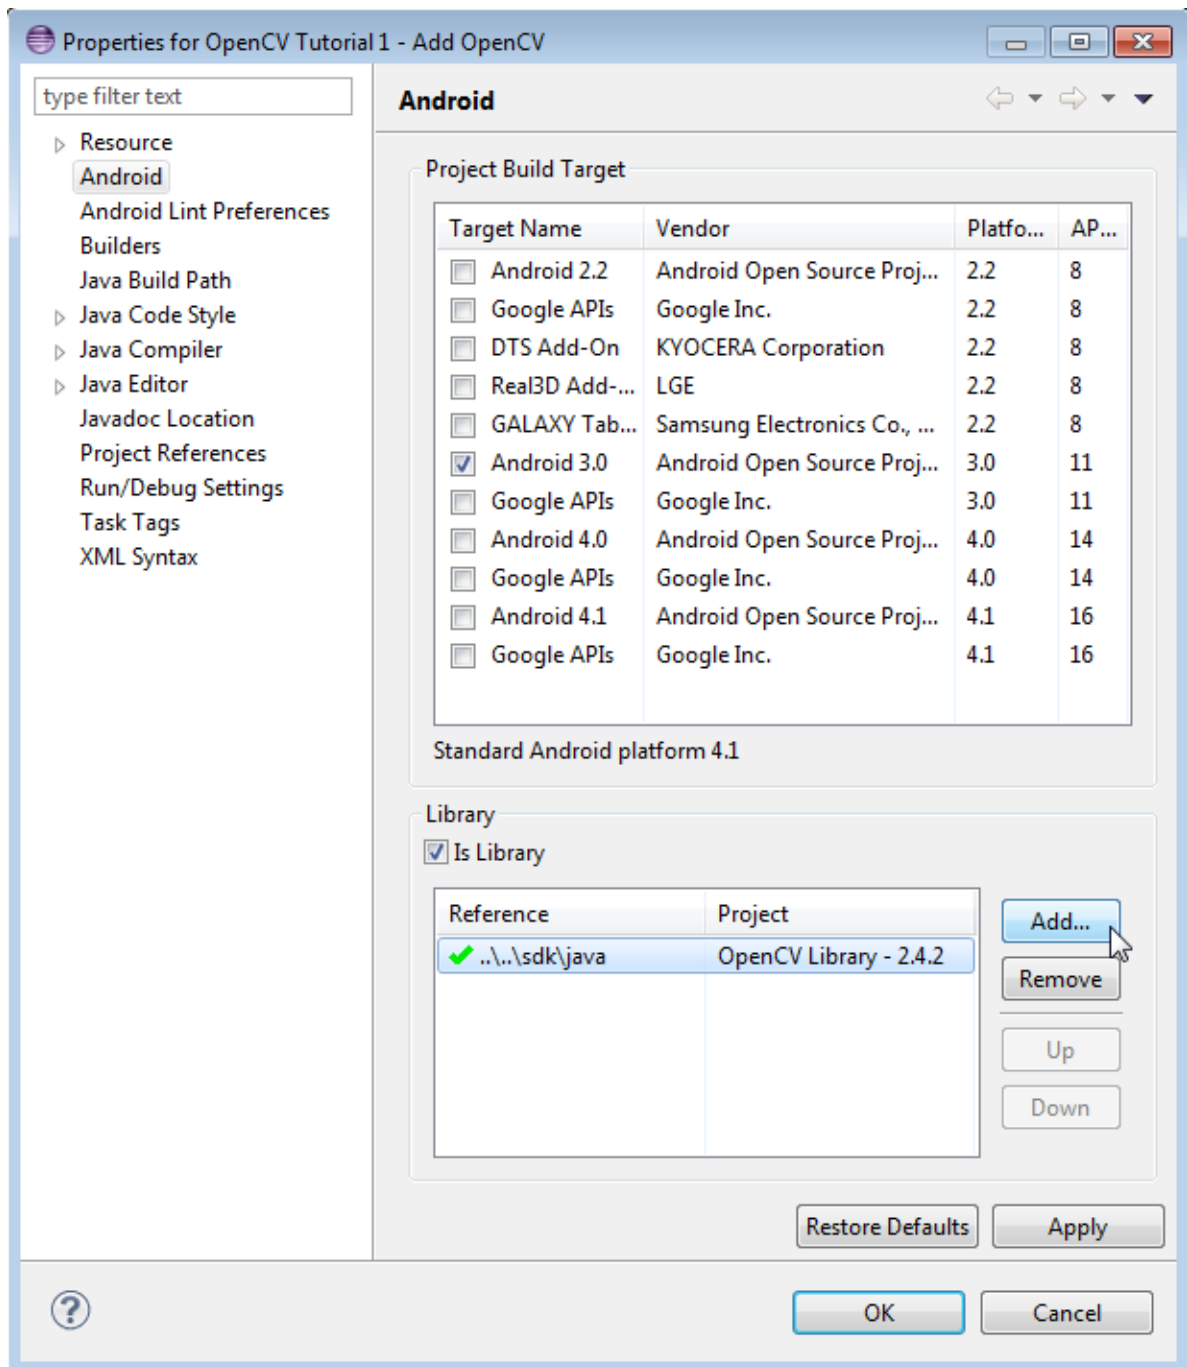 Properties for OpenCV Tutorial 1 - Add OpenCV
type filter text
Resource
Android
Android Lint Preferences
Builders
Java Build Path
Java Code Style
Java Compiler
Java Editor
Javadoc Location
Project References
Run/Debug Settings
Task Tags
XML Syntax
Android
Project Build Target
Target Name Vendor Platfo... AP...
Android 2.2 Android Open Source Proj... 2.2 8
Google APIs Google Inc. 2.2 8
DTS Add-On KYOCERA Corporation 2.2 8
Real3D Add-... LGE 2.2 8
GALAXY Tab... Samsung Electronics Co., ... 2.2 8
Android 3.0 Android Open Source Proj... 3.0 11
Google APIs Google Inc. 3.0 11
Android 4.0 Android Open Source Proj... 4.0 14
Google APIs Google Inc. 4.0 14
Android 4.1 Android Open Source Proj... 4.1 16
Google APIs Google Inc. 4.1 16
Standard Android platform 4.1
Library
Is Library
Reference Project
..\..\sdk\java OpenCV Library - 2.4.2
Add...
Remove
Up
Down
Restore Defaults Apply
? OK Cancel